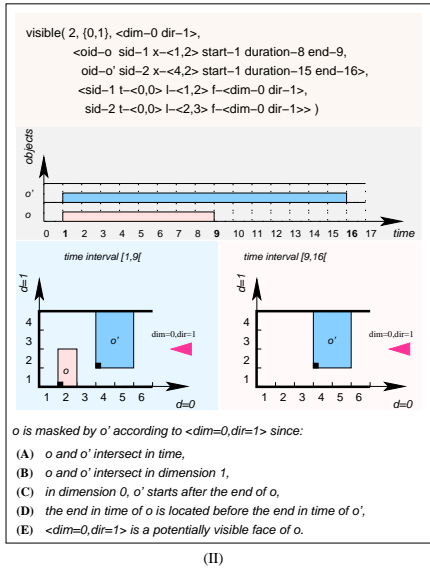 visible( 2, {0,1}, <dim−0 dir−1>,
<oid−o sid−1 x−<1,2> start−1 duration−8 end−9,
oid−o' sid−2 x−<4,2> start−1 duration−15 end−16>,
<sid−1 t−<0,0> l−<1,2> f−<dim−0 dir−1>,
sid−2 t−<0,0> l−<2,3> f−<dim−0 dir−1>> )
objects
o'
o
0 1 2 3 4 5 6 7 8 9 10 11 12 13 14 15 16 17 time
time interval [1,9[
d=1
4
3
2
1
o
o'
dim=0,dir=1
1 2 3 4 5 6
d=0
time interval [9,16[
d=1
4
3
2
1
o'
dim=0,dir=1
1 2 3 4 5 6
d=0
o is masked by o' according to <dim=0,dir=1> since:
(A) o and o' intersect in time,
(B) o and o' intersect in dimension 1,
(C) in dimension 0, o' starts after the end of o,
(D) the end in time of o is located before the end in time of o',
(E) <dim=0,dir=1> is a potentially visible face of o.
(II)